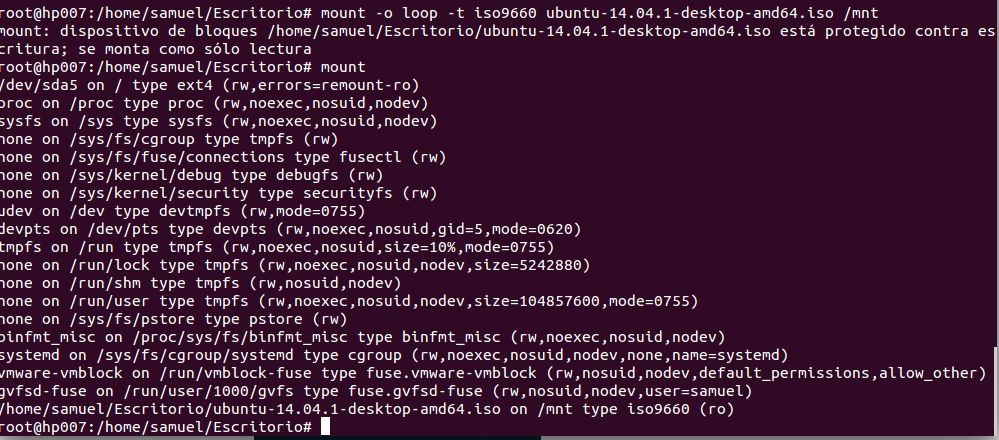 root@hp007:/home/samuel/Escritorio# mount -o loop -t iso9660 ubuntu-14.04.1-desktop-amd64.iso /mnt
mount: dispositivo de bloques /home/samuel/Escritorio/ubuntu-14.04.1-desktop-amd64.iso está protegido contra es
critura; se monta como sólo lectura
root@hp007:/home/samuel/Escritorio# mount
/dev/sda5 on / type ext4 (rw,errors=remount-ro)
proc on /proc type proc (rw,noexec,nosuid,nodev)
sysfs on /sys type sysfs (rw,noexec,nosuid,nodev)
none on /sys/fs/cgroup type tmpfs (rw)
none on /sys/fs/fuse/connections type fusectl (rw)
none on /sys/kernel/debug type debugfs (rw)
none on /sys/kernel/security type securityfs (rw)
udev on /dev type devtmpfs (rw,mode=0755)
devpts on /dev/pts type devpts (rw,noexec,nosuid,gid=5,mode=0620)
tmpfs on /run type tmpfs (rw,noexec,nosuid,size=10%,mode=0755)
none on /run/lock type tmpfs (rw,noexec,nosuid,nodev,size=5242880)
none on /run/shm type tmpfs (rw,nosuid,nodev)
none on /run/user type tmpfs (rw,noexec,nosuid,nodev,size=104857600,mode=0755)
none on /sys/fs/pstore type pstore (rw)
binfmt_misc on /proc/sys/fs/binfmt_misc type binfmt_misc (rw,noexec,nosuid,nodev)
systemd on /sys/fs/cgroup/systemd type cgroup (rw,noexec,nosuid,nodev,none,name=systemd)
vmware-vmblock on /run/vmblock-fuse type fuse.vmware-vmblock (rw,nosuid,nodev,default_permissions,allow_other)
gvfsd-fuse on /run/user/1000/gvfs type fuse.gvfsd-fuse (rw,nosuid,nodev,user=samuel)
/home/samuel/Escritorio/ubuntu-14.04.1-desktop-amd64.iso on /mnt type iso9660 (ro)
root@hp007:/home/samuel/Escritorio#